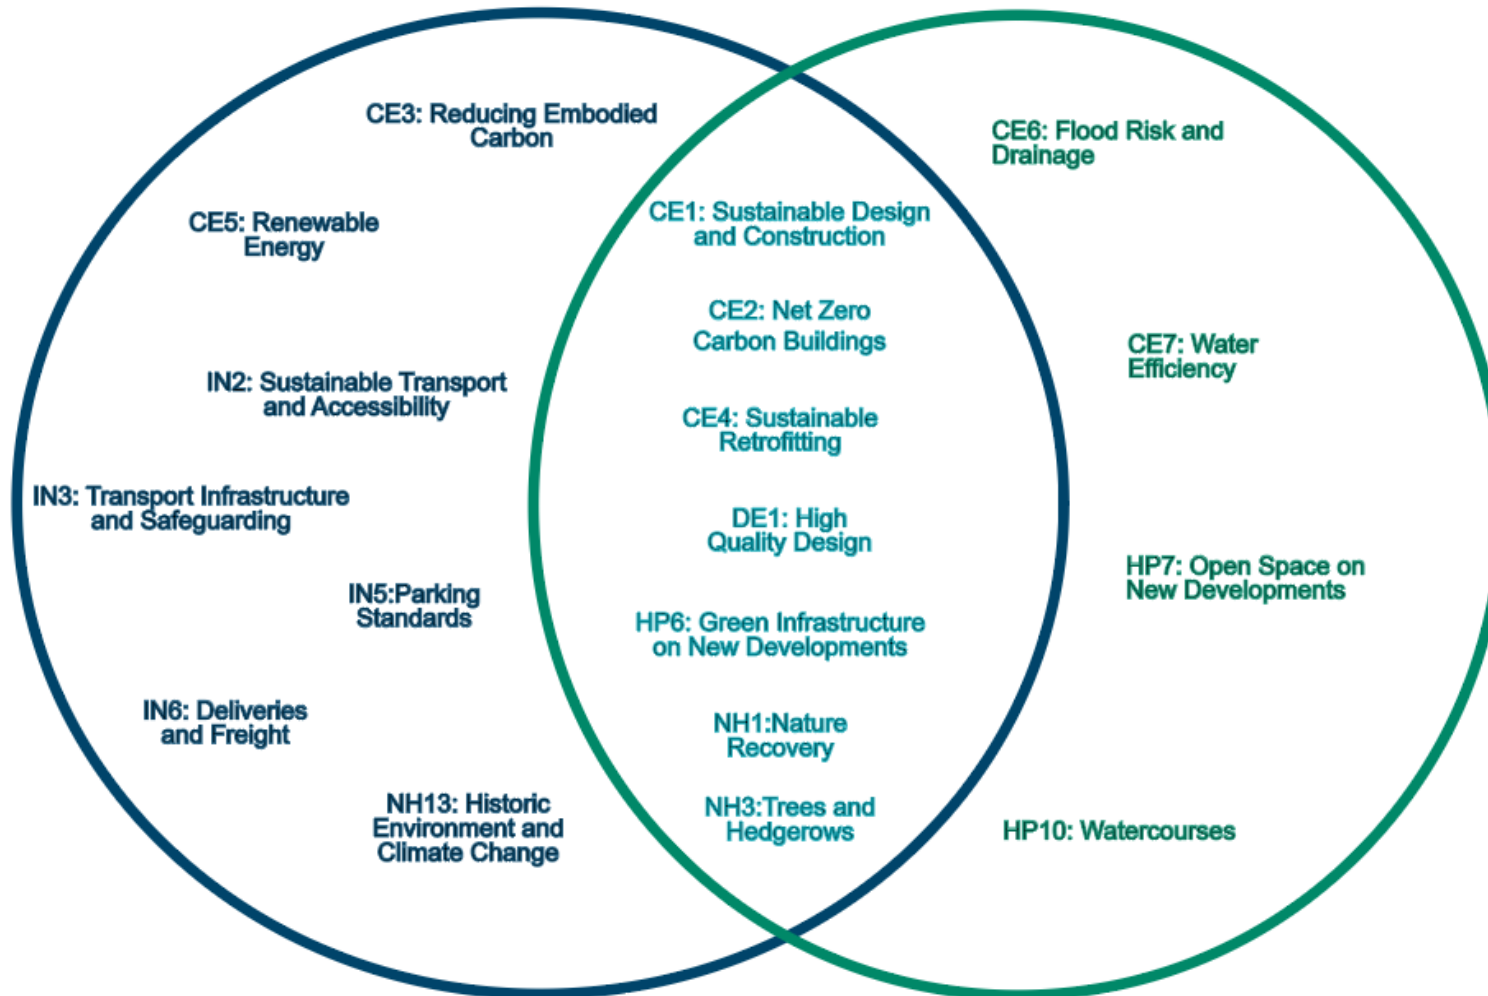 CE3: Reducing Embodied
Carbon
CE5: Renewable
Energy
IN2: Sustainable Transport
and Accessibility
IN3: Transport Infrastructure
and Safeguarding
IN5:Parking
Standards
IN6: Deliveries
and Freight
NH13: Historic
Environment and
Climate Change
CE1: Sustainable Design
and Construction
CE2: Net Zero
Carbon Buildings
CE4: Sustainable
Retrofitting
DE1: High
Quality Design
HP6: Green Infrastructure
on New Developments
NH1:Nature
Recovery
NH3:Trees and
Hedgerows
CE6: Flood Risk and
Drainage
CE7: Water
Efficiency
HP7: Open Space on
New Developments
HP10: Watercourses